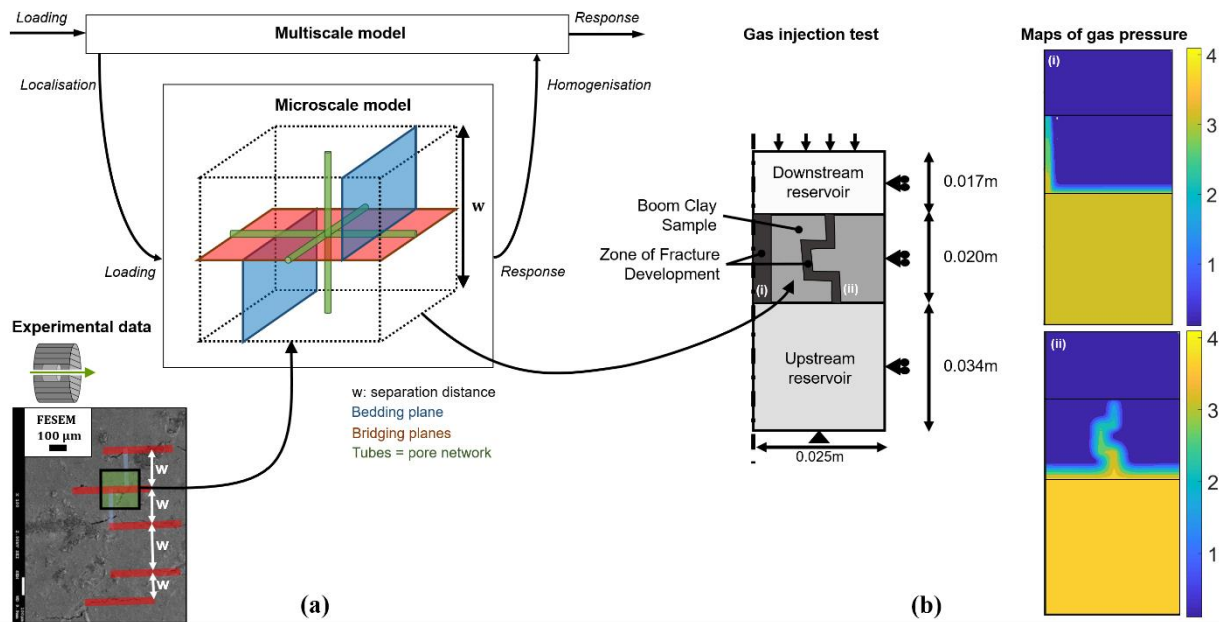 Loading
Multiscale model
Response
Localisation
Homogenisation
Microscale model
w
Loading
Response
Experimental data
FESEM
100 µm
w
w
w
w
w: separation distance
Bedding plane
Bridging planes
Tubes = pore network
(a)
Gas injection test
Downstream
reservoir
Boom Clay
Sample
Zone of Fracture
Development
(i)
(ii)
Upstream
reservoir
0.017m
0.020m
0.034m
0.025m
(b)
Maps of gas pressure
(i)
4
3
2
1
(ii)
4
3
2
1